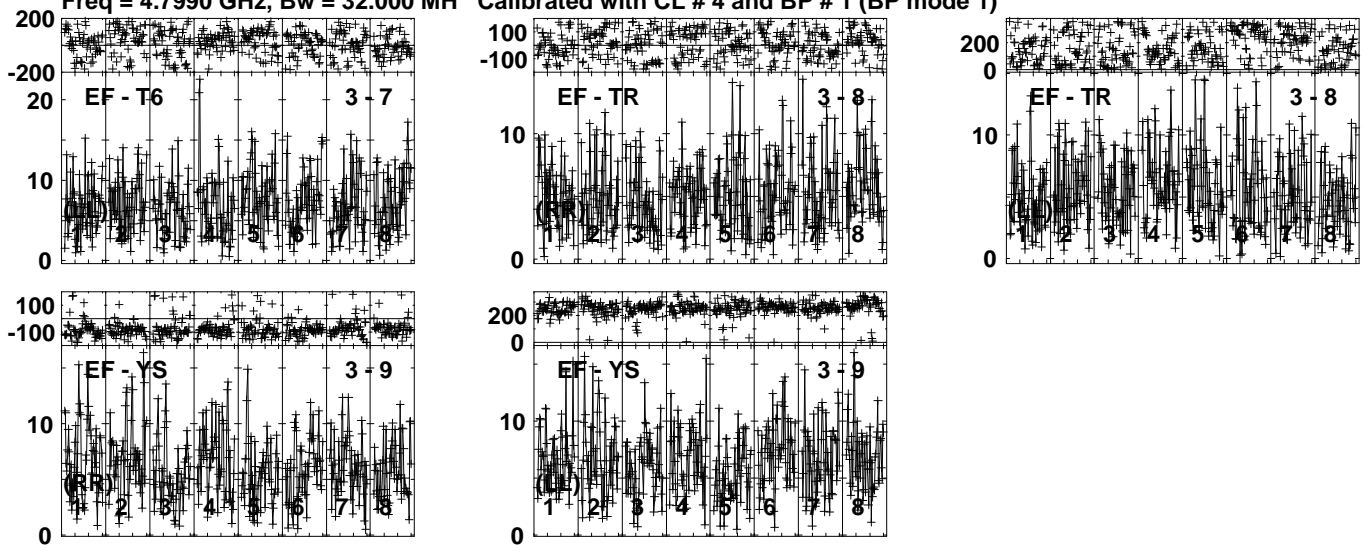 Freq = 4.7990 GHz, Bw = 32.000 MH Calibrated with CL # 4 and BP # 1 (BP mode 1)
200
-200
20
10
0
EF - T6
3 - 7
(LL)
1 2 3 4 5 6 7 8
100
-100
10
0
EF - TR
3 - 8
(RR)
1 2 3 4 5 6 7 8
200
0
10
0
EF - TR
3 - 8
(LL)
1 2 3 4 5 6 7 8
100
-100
10
0
EF - YS
3 - 9
(RR)
1 2 3 4 5 6 7 8
200
0
10
0
EF - YS
3 - 9
(LL)
1 2 3 4 5 6 7 8